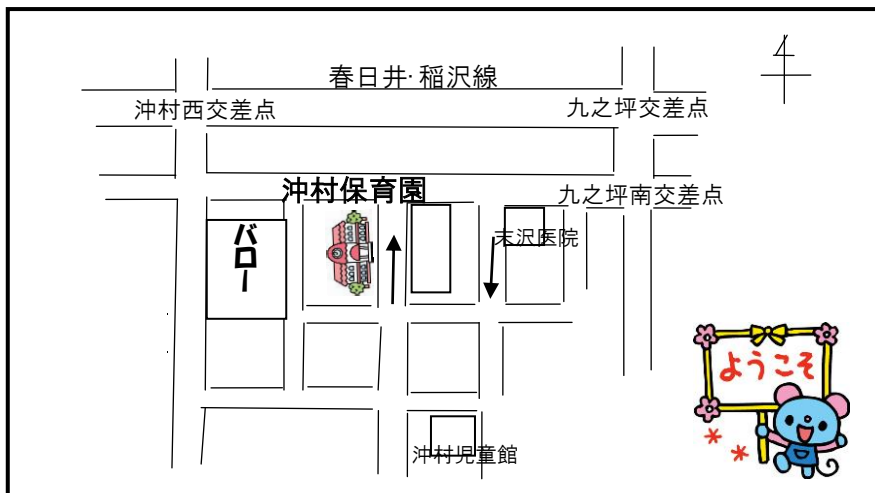 春日井・稲沢線
沖村西交差点
九之坪交差点
沖村保育園
九之坪南交差点
バロー
末沢医院
ようこそ
沖村児童館